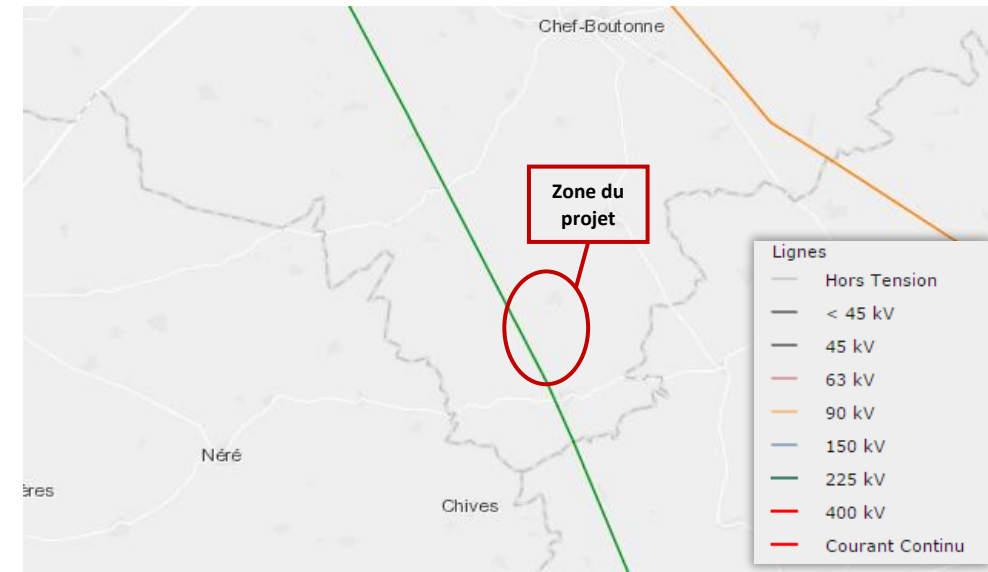 Chef-Boutonne
Zone du
projet
Néré
ères
Chives
Lignes
Hors Tension
< 45 kV
45 kV
63 kV
90 kV
150 kV
225 kV
400 kV
Courant Continu